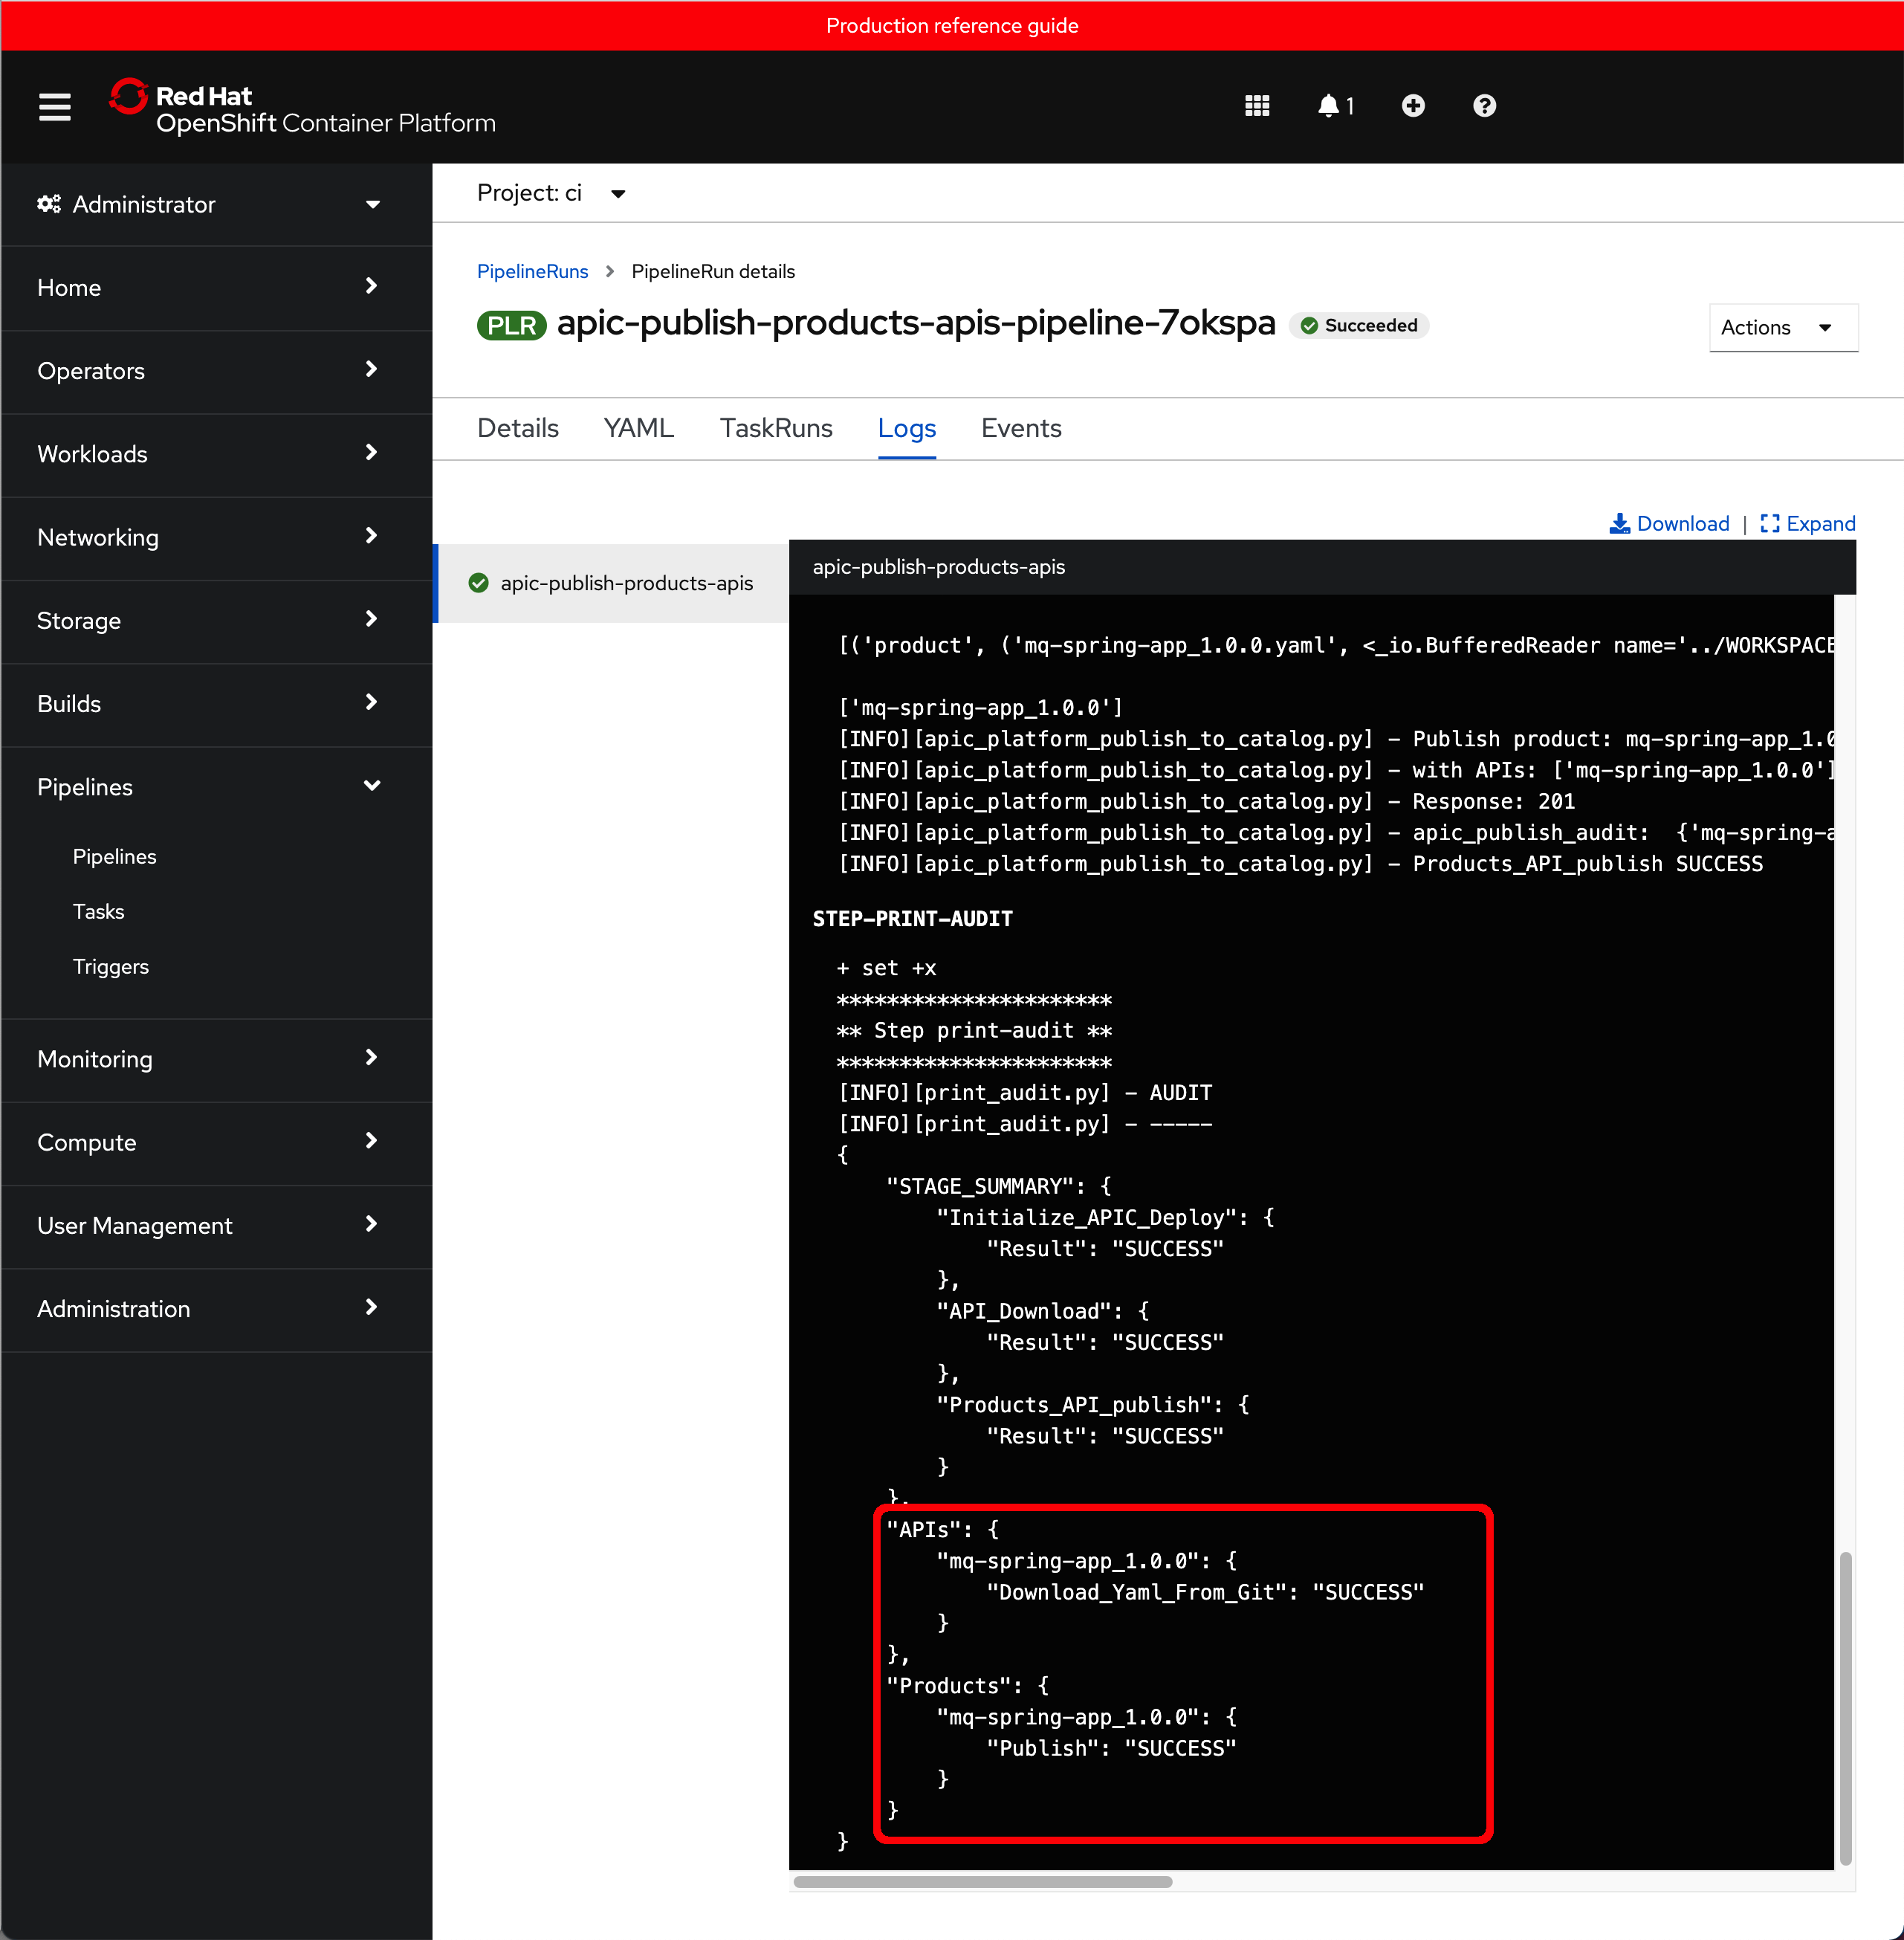 Production reference guide
Red Hat
OpenShift Container Platform
1
Administrator
Home
Operators
Workloads
Networking
Storage
Builds
Pipelines
Pipelines
Tasks
Triggers
Monitoring
Compute
User Management
Administration
Project: ci
PipelineRuns > PipelineRun details
PLR apic-publish-products-apis-pipeline-7okspa Succeeded
Actions
Details YAML TaskRuns Logs Events
Download | Expand
apic-publish-products-apis
apic-publish-products-apis
[('product', ('mq-spring-app_1.0.0.yaml', <_io.BufferedReader name='../WORKSPACE
['mq-spring-app_1.0.0']
[INFO][apic_platform_publish_to_catalog.py] - Publish product: mq-spring-app_1.0
[INFO][apic_platform_publish_to_catalog.py] - with APIs: ['mq-spring-app_1.0.0']
[INFO][apic_platform_publish_to_catalog.py] - Response: 201
[INFO][apic_platform_publish_to_catalog.py] - apic_publish_audit:  {'mq-spring-a
[INFO][apic_platform_publish_to_catalog.py] - Products_API_publish SUCCESS
STEP-PRINT-AUDIT
+ set +x
**********************
** Step print-audit **
**********************
[INFO][print_audit.py] - AUDIT
[INFO][print_audit.py] - -----
{
"STAGE_SUMMARY": {
"Initialize_APIC_Deploy": {
"Result": "SUCCESS"
},
"API_Download": {
"Result": "SUCCESS"
},
"Products_API_publish": {
"Result": "SUCCESS"
}
},
"APIs": {
"mq-spring-app_1.0.0": {
"Download_Yaml_From_Git": "SUCCESS"
}
},
"Products": {
"mq-spring-app_1.0.0": {
"Publish": "SUCCESS"
}
}
}